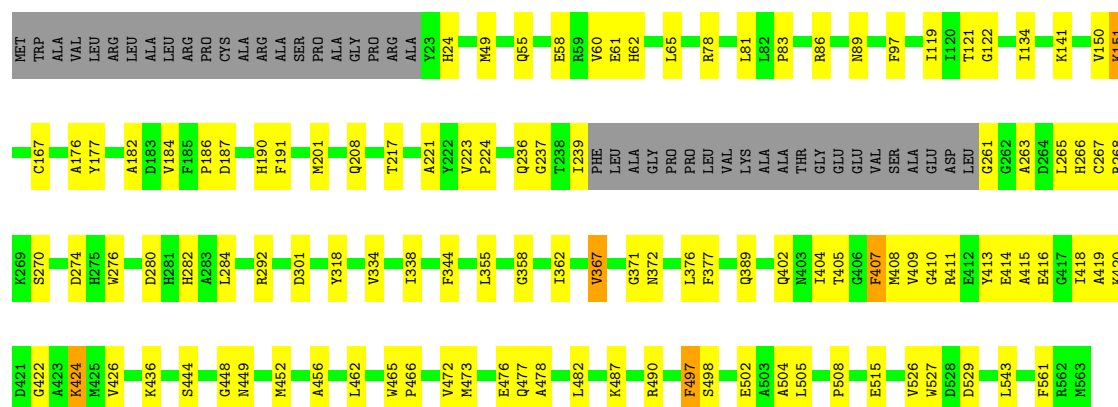 MET TRP ALA VAL LEU ARG LEU ALA LEU ARG PRO CYS ALA ARG ALA SER PRO ALA GLY PRO ARG ALA Y23 H24 M49 Q55 E58 R59 V60 E61 H62 L65 R78 L81 L82 P83 R86 N89 F97 I119 I120 T121 G122 I134 K141 V150 K151
C167 A176 Y177 A182 D183 V184 F185 P186 D187 H190 F191 M201 Q208 T217 A221 Y222 V223 P224 Q236 G237 T238 I239 PHE LEU ALA GLY PRO PRO LEU VAL LYS ALA ALA THR GLY GLU GLU VAL SER ALA GLU ASP LEU G261 G262 A263 D264 L265 H266 C267 R268
K269 S270 D274 H275 W276 D280 H281 H282 A283 L284 R292 D301 Y318 V334 I338 F344 L355 G358 I362 V367 G371 N372 L376 F377 Q389 Q402 N403 I404 T405 G406 F407 M408 V409 G410 R411 E412 Y413 E414 A415 E416 G417 I418 A419 K420
D421 G422 A423 K424 M425 V426 K436 S444 G448 N449 M452 A456 L462 W465 P466 V472 M473 E476 Q477 A478 L482 K487 R490 F497 S498 E502 A503 A504 L505 P508 E515 V526 W527 D528 D529 L543 F561 R562 M563